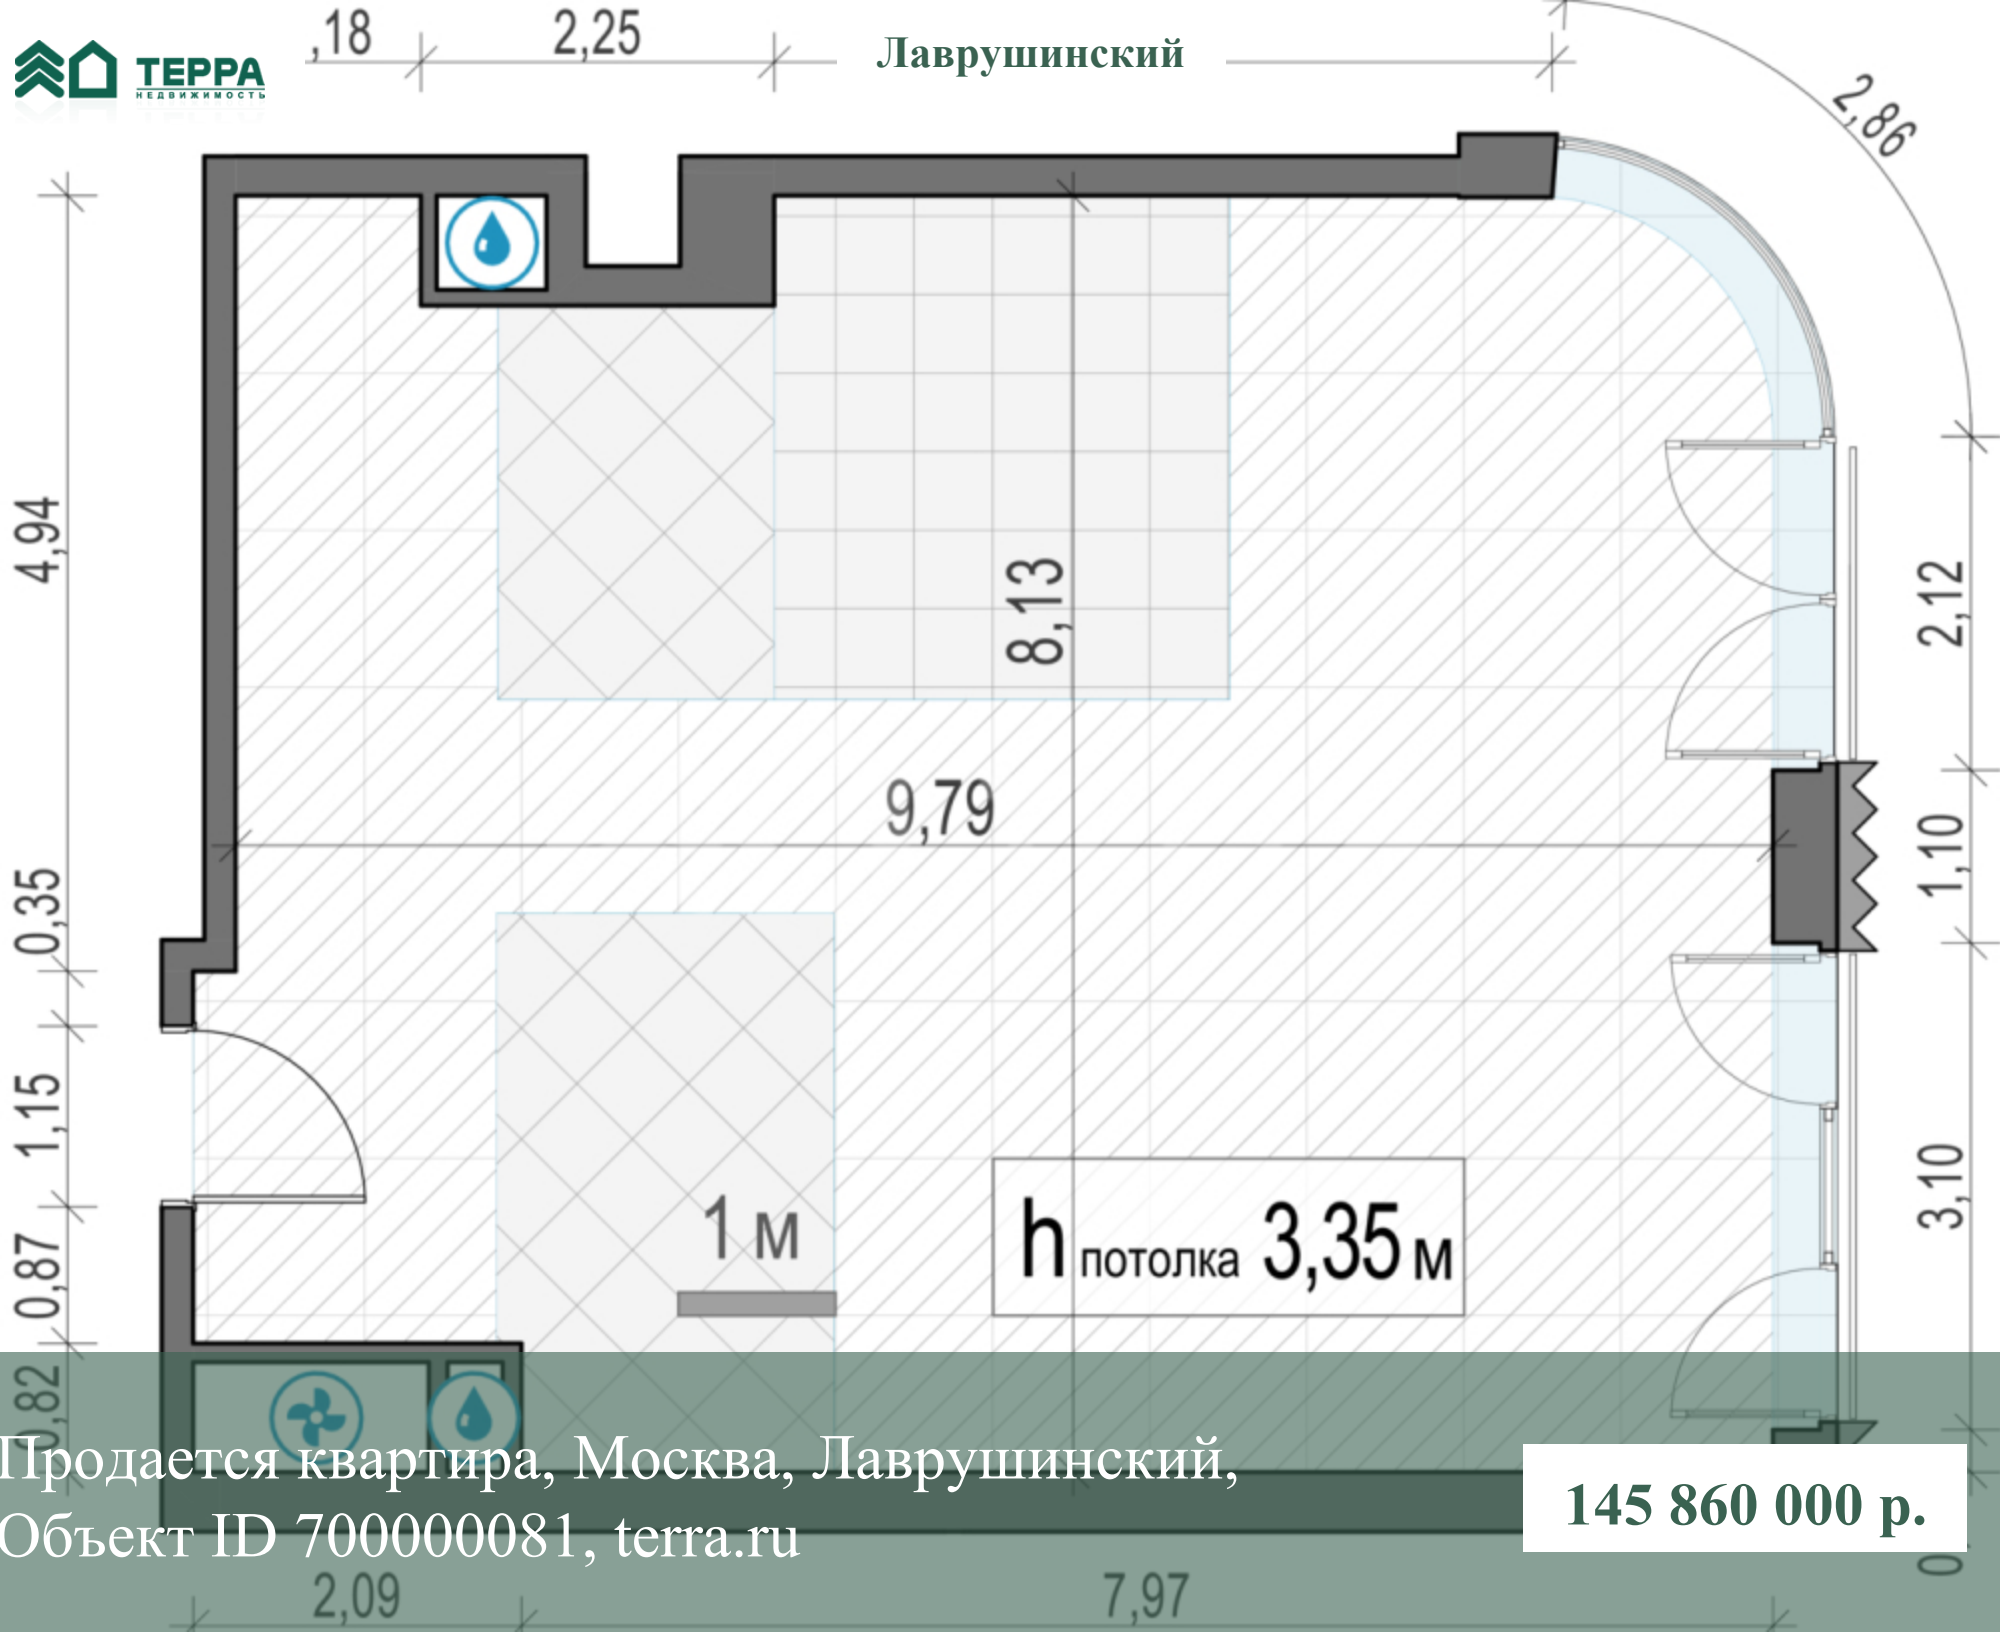 ,18
2,25
Лаврушинский
ТЕРРА
НЕДВИЖИМОСТЬ
2,86
4,94
8,13
2,12
9,79
0,35
1,10
1,15
3,10
1 м
h потолка 3,35 м
0,87
0,82
Продается квартира, Москва, Лаврушинский,
Объект ID 700000081, terra.ru
145 860 000 р.
2,09
7,97